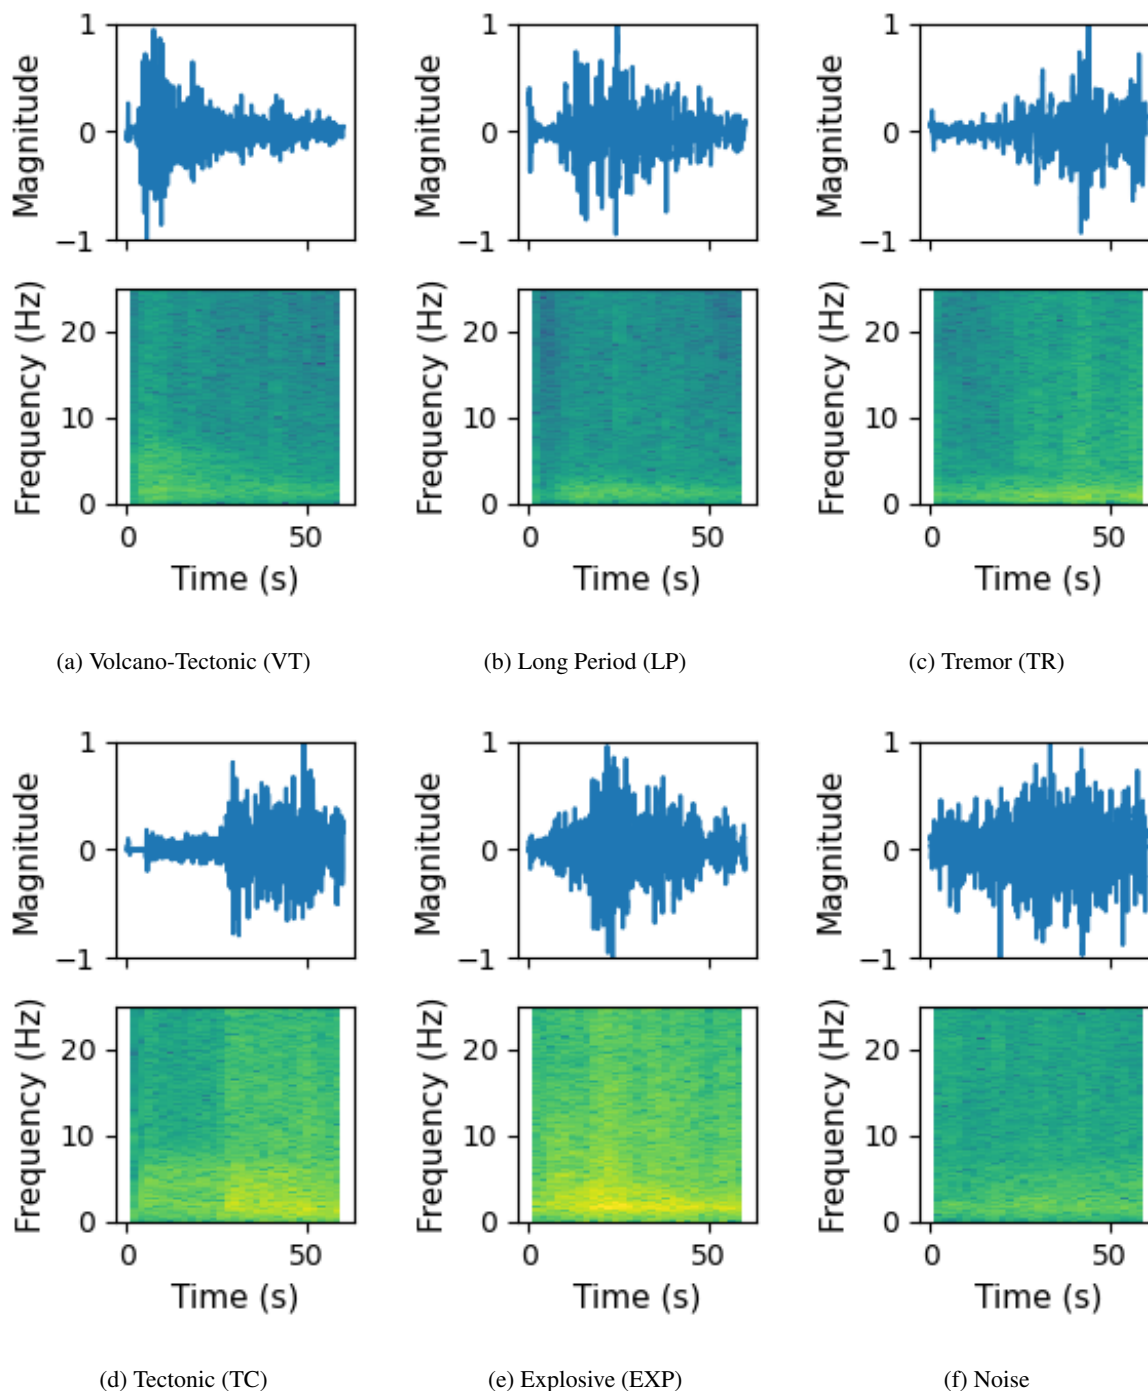 1
0
−1
Magnitude
1
0
−1
Magnitude
1
0
−1
Magnitude
20
10
0
Frequency (Hz)
0
50
Time (s)
20
10
0
Frequency (Hz)
0
50
Time (s)
20
10
0
Frequency (Hz)
0
50
Time (s)
(a) Volcano-Tectonic (VT)
(b) Long Period (LP)
(c) Tremor (TR)
1
0
−1
Magnitude
1
0
−1
Magnitude
1
0
−1
Magnitude
20
10
0
Frequency (Hz)
0
50
Time (s)
20
10
0
Frequency (Hz)
0
50
Time (s)
20
10
0
Frequency (Hz)
0
50
Time (s)
(d) Tectonic (TC)
(e) Explosive (EXP)
(f) Noise